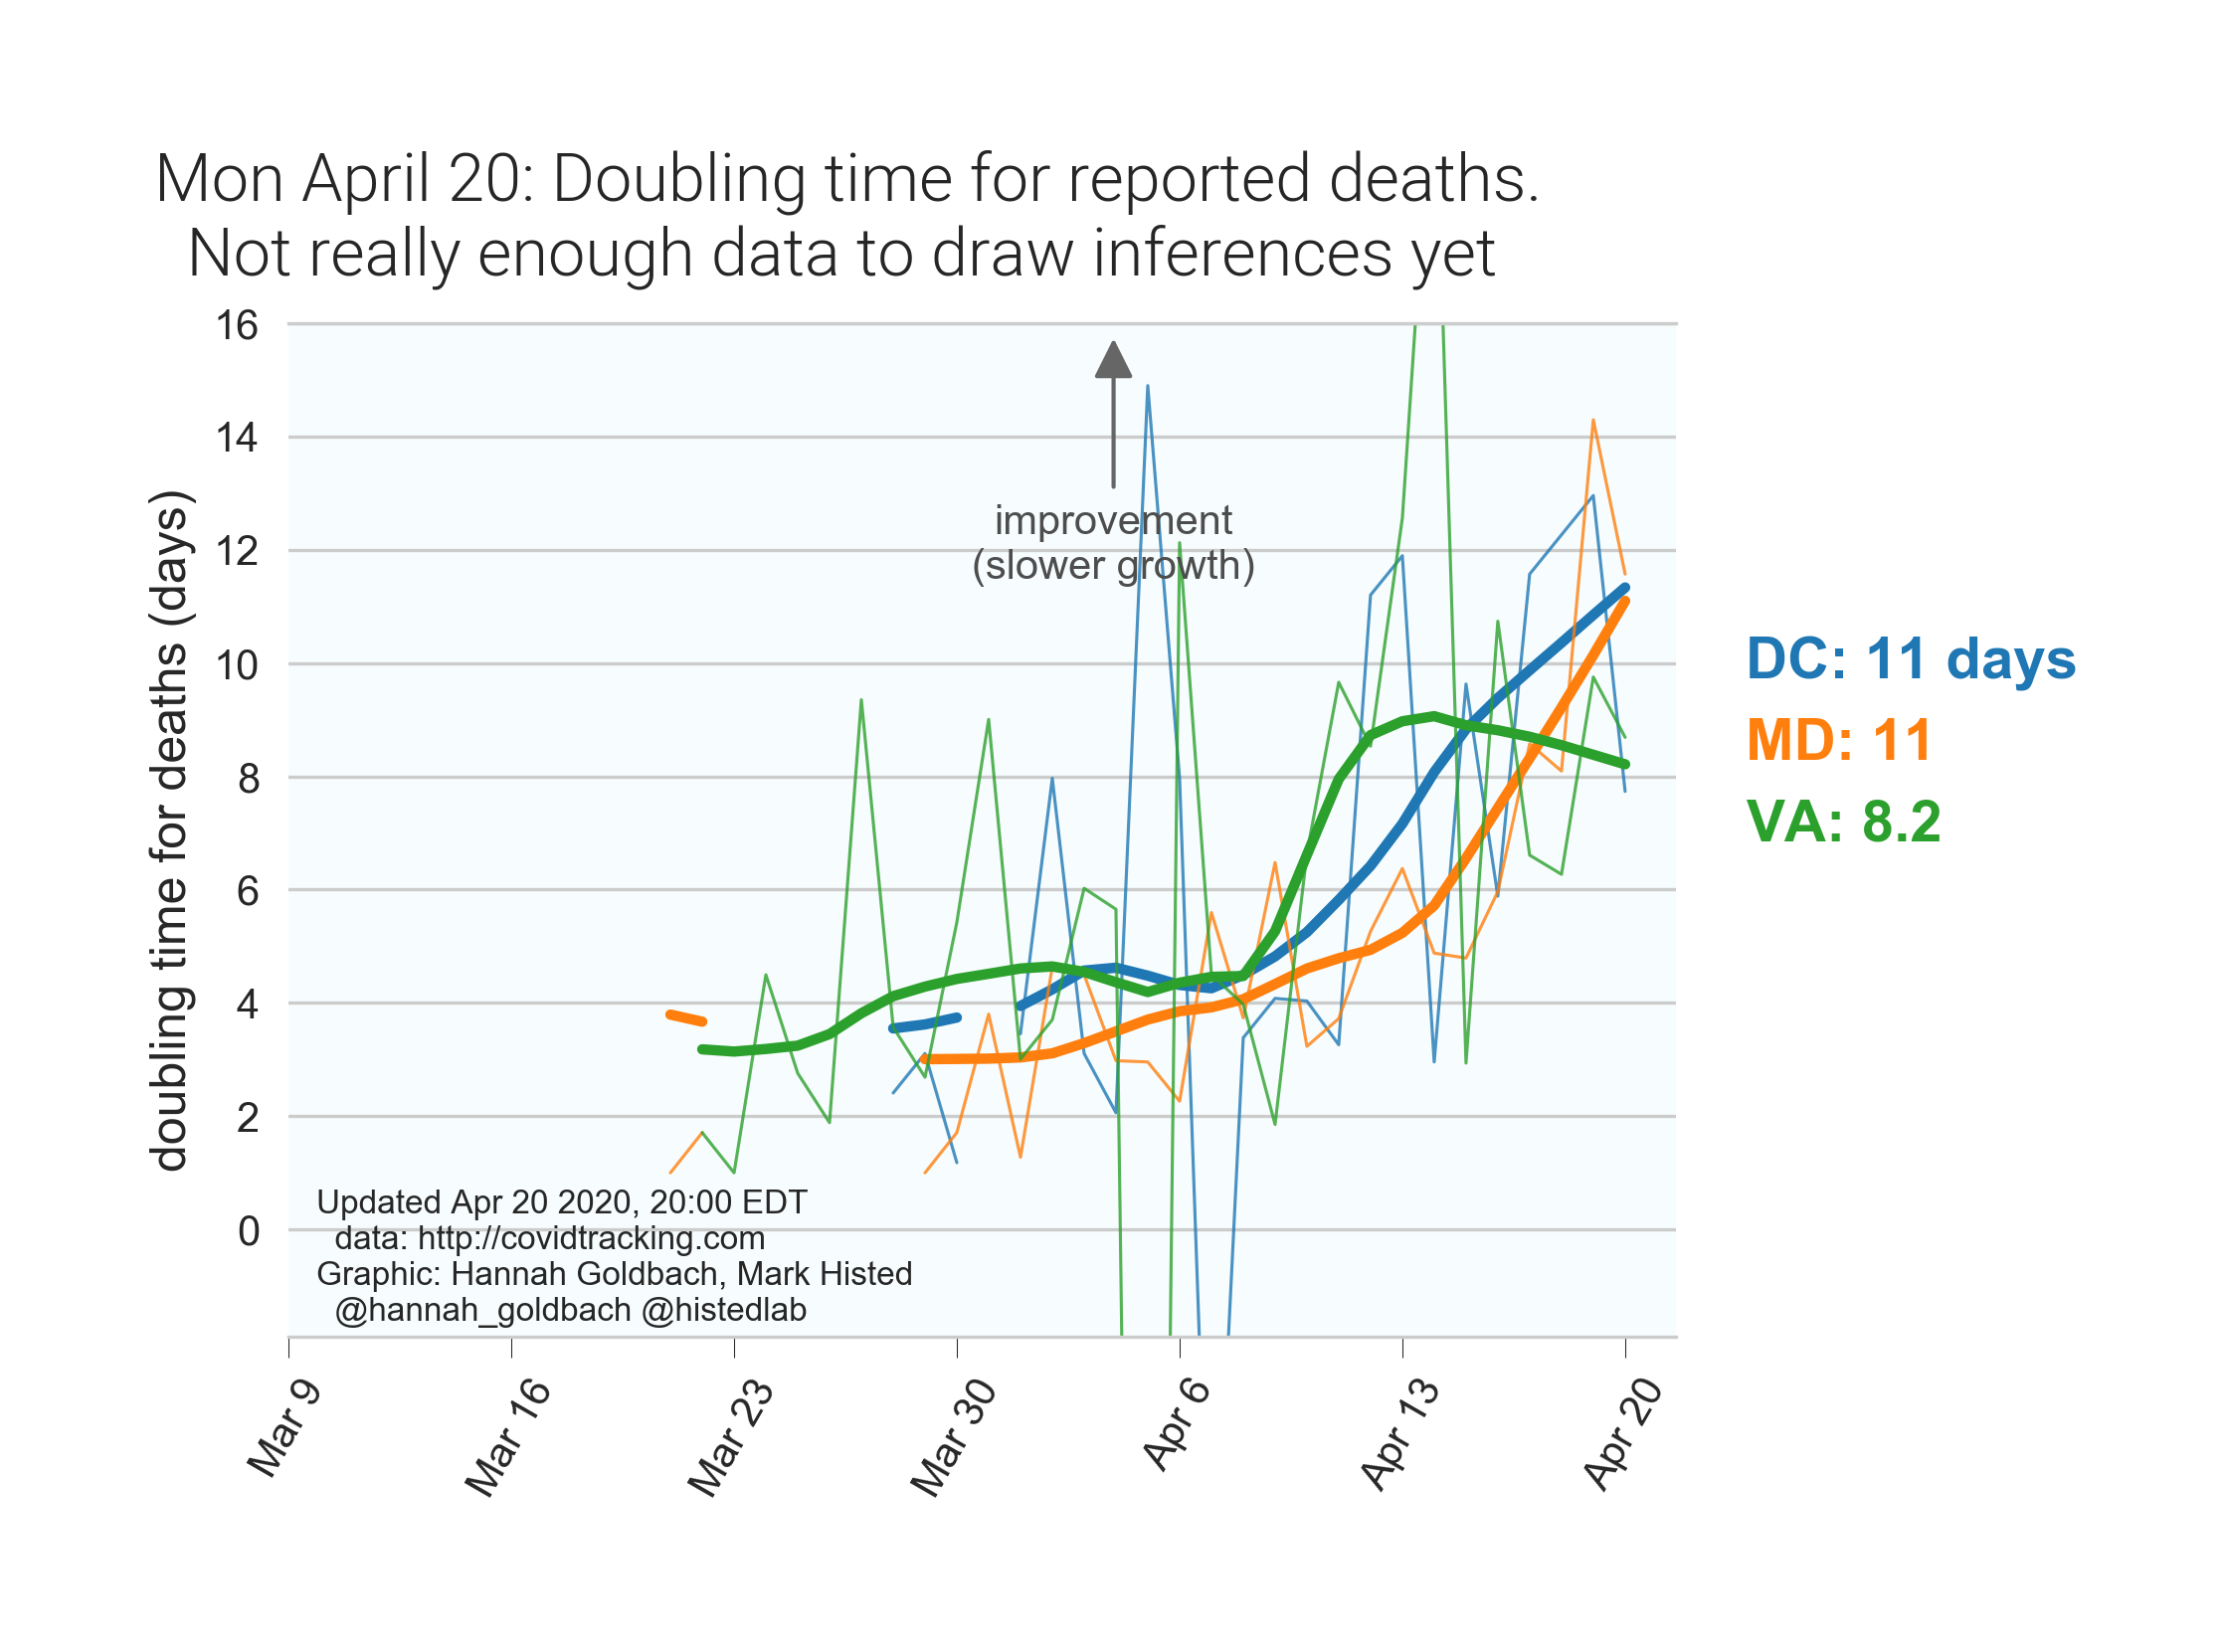 Mon April 20: Doubling time for reported deaths.
Not really enough data to draw inferences yet
16
14
12
10
8
6
4
2
0
doubling time for deaths (days)
improvement
(slower growth)
DC: 11 days
MD: 11
VA: 8.2
Updated Apr 20 2020, 20:00 EDT
data: http://covidtracking.com
Graphic: Hannah Goldbach, Mark Histed
@hannah_goldbach @histedlab
Mar 9
Mar 16
Mar 23
Mar 30
Apr 6
Apr 13
Apr 20